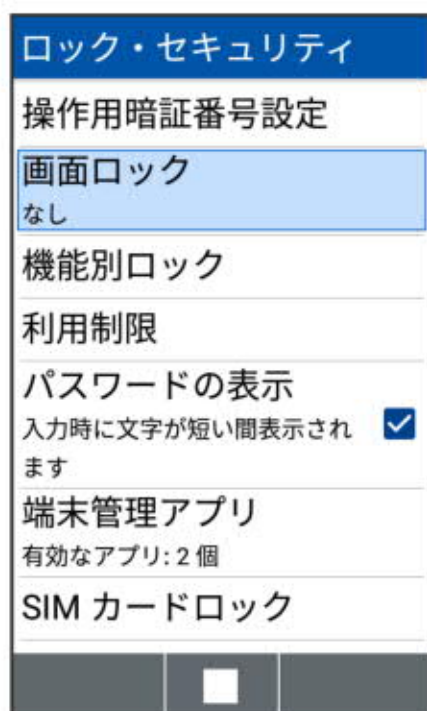 ロック・セキュリティ
操作用暗証番号設定
画面ロック
なし
機能別ロック
利用制限
パスワードの表示
入力時に文字が短い間表示され
ます
端末管理アプリ
有効なアプリ: 2 個
SIM カードロック